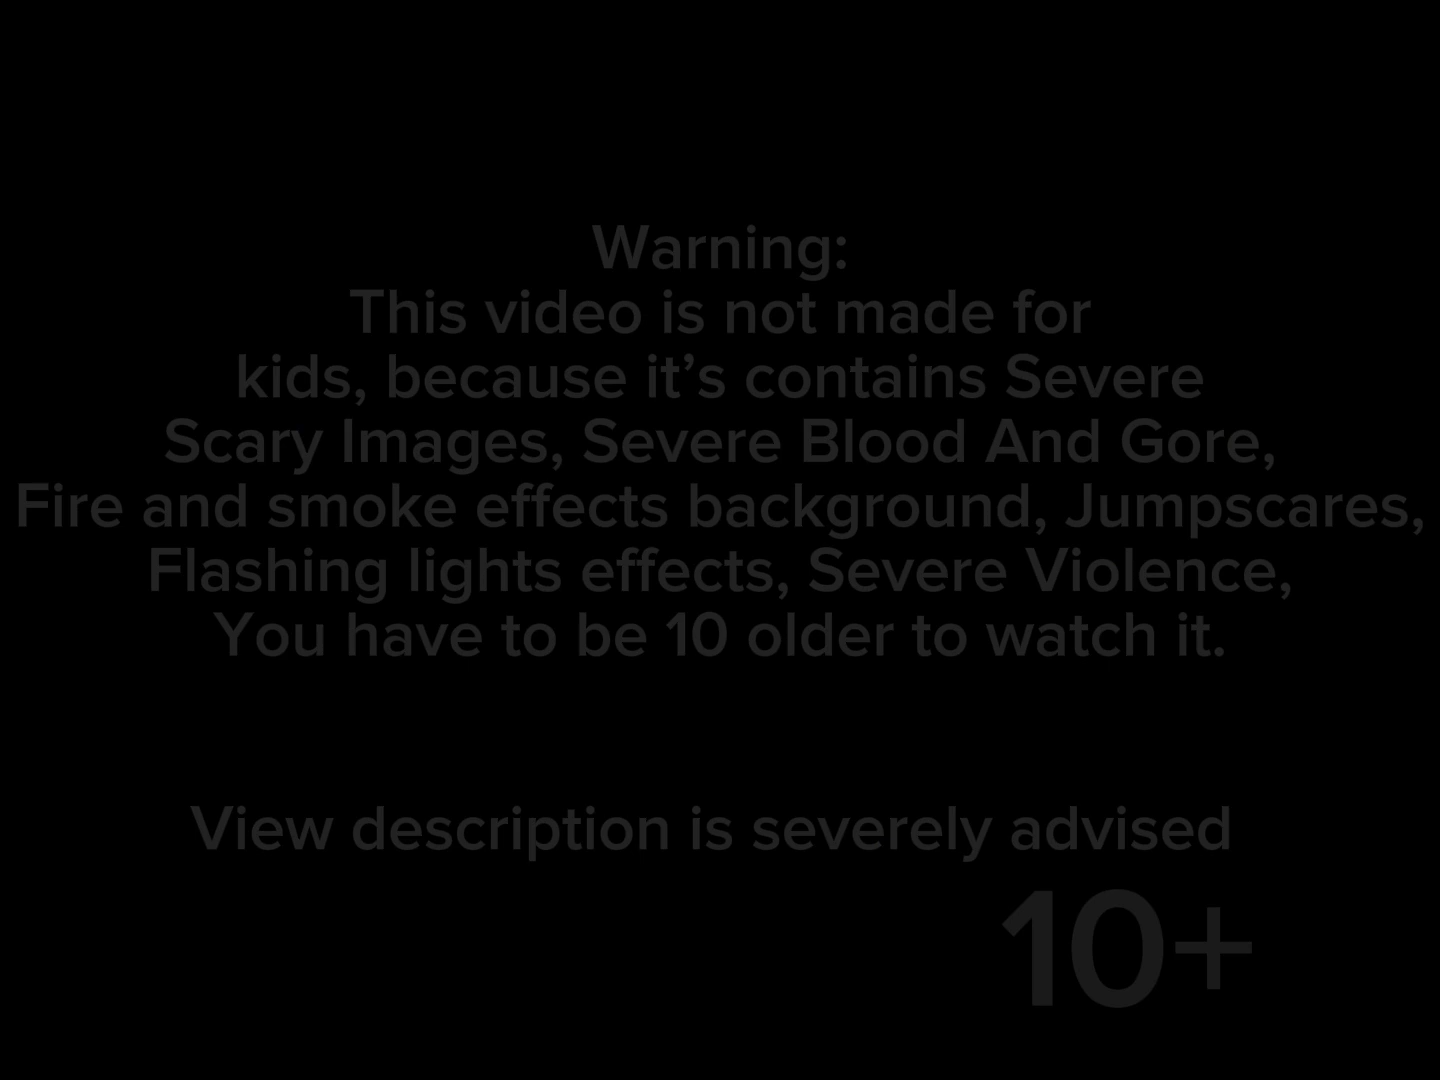 Warning:
This video is not made for
kids, because it’s contains Severe
Scary Images, Severe Blood And Gore,
Fire and smoke effects background, Jumpscares,
Flashing lights effects, Severe Violence,
You have to be 10 older to watch it.
View description is severely advised
10+